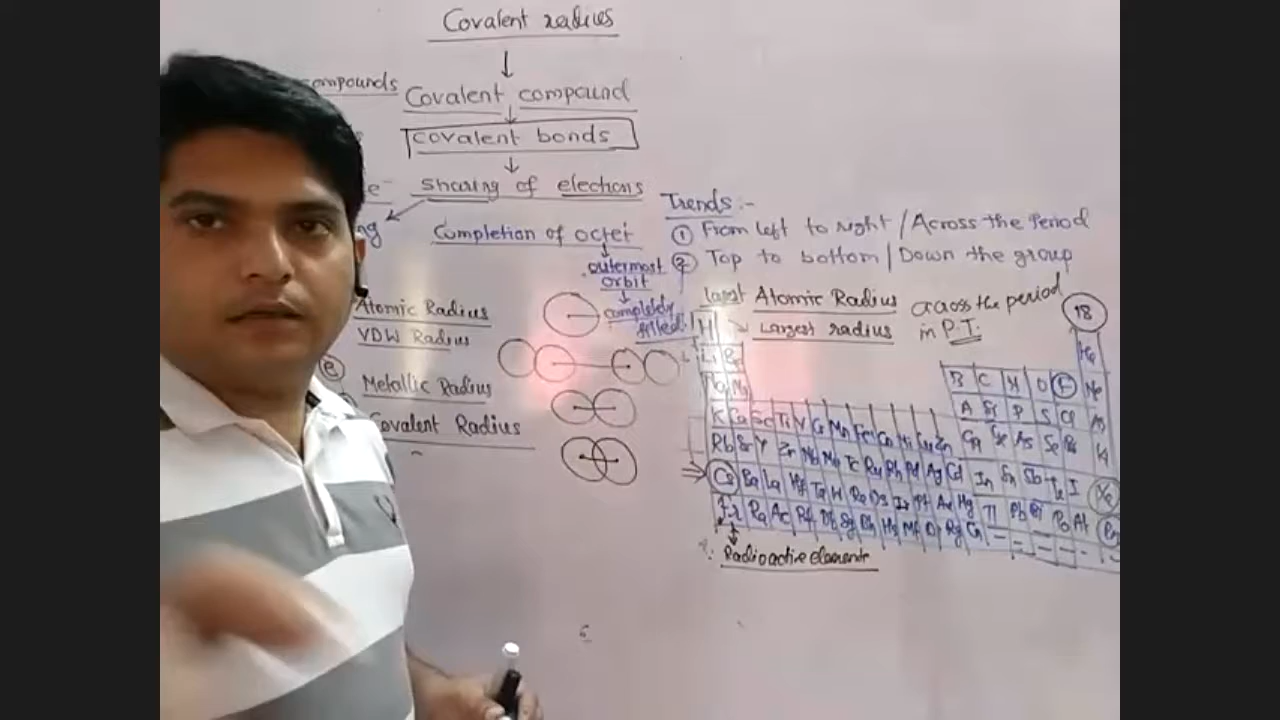 Covalent radius
compounds
Covalent compound
covalent bonds
e⁻
sharing of electrons
ng
Completion of octet
outermost
orbit
completely
filled.
Trends :-
① From left to right / Across the Period
② Top to bottom / Down the group
Largest Atomic Radius
across the period
Largest radius
in P.T.
18
Atomic Radius
VDW Radius
Metallic Radius
Covalent Radius
H He
Li Be B C N O F Ne
Na Mg A Si P S Cl
K Ca Sc Ti V Cr Mn Fe Co Ni Cu Zn Ga Ge As Se Br Kr
Rb Sr Y Zr Nb Mo Tc Ru Rh Pd Ag Cd In Sn Sb Te I Xe
Cs Ba La Hf Ta W Re Os Ir Pt Au Hg Tl Pb Bi Po At Rn
Fr Ra Ac Rf Db Sg Bh Hs Mt D Rg Cn
Radioactive elements